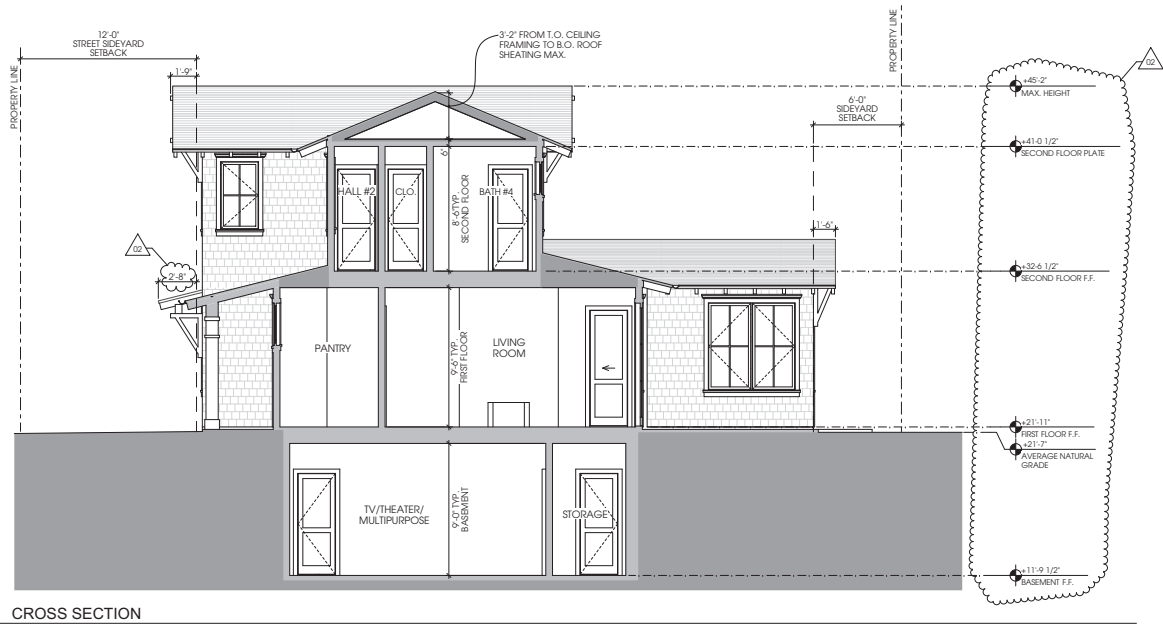 12'-0"
STREET SIDEYARD
SETBACK
1'-9"
PROPERTY LINE
3'-2" FROM T.O. CEILING
FRAMING TO B.O. ROOF
SHEATING MAX.
PROPERTY LINE
6'-0"
SIDEYARD
SETBACK
02
+45'-2"
MAX. HEIGHT
+41-0 1/2"
SECOND FLOOR PLATE
6"
HALL #2
CLO.
8'-6"TYP.
SECOND FLOOR
BATH #4
1'-6"
02
2'-8"
+32-6 1/2"
SECOND FLOOR F.F.
PANTRY
9'-6" TYP.
FIRST FLOOR
LIVING
ROOM
+21'-11"
FIRST FLOOR F.F.
+21'-7"
AVERAGE NATURAL
GRADE
TV/THEATER/
MULTIPURPOSE
9'-0" TYP.
BASEMENT
STORAGE
+11'-9 1/2"
BASEMENT F.F.
CROSS SECTION